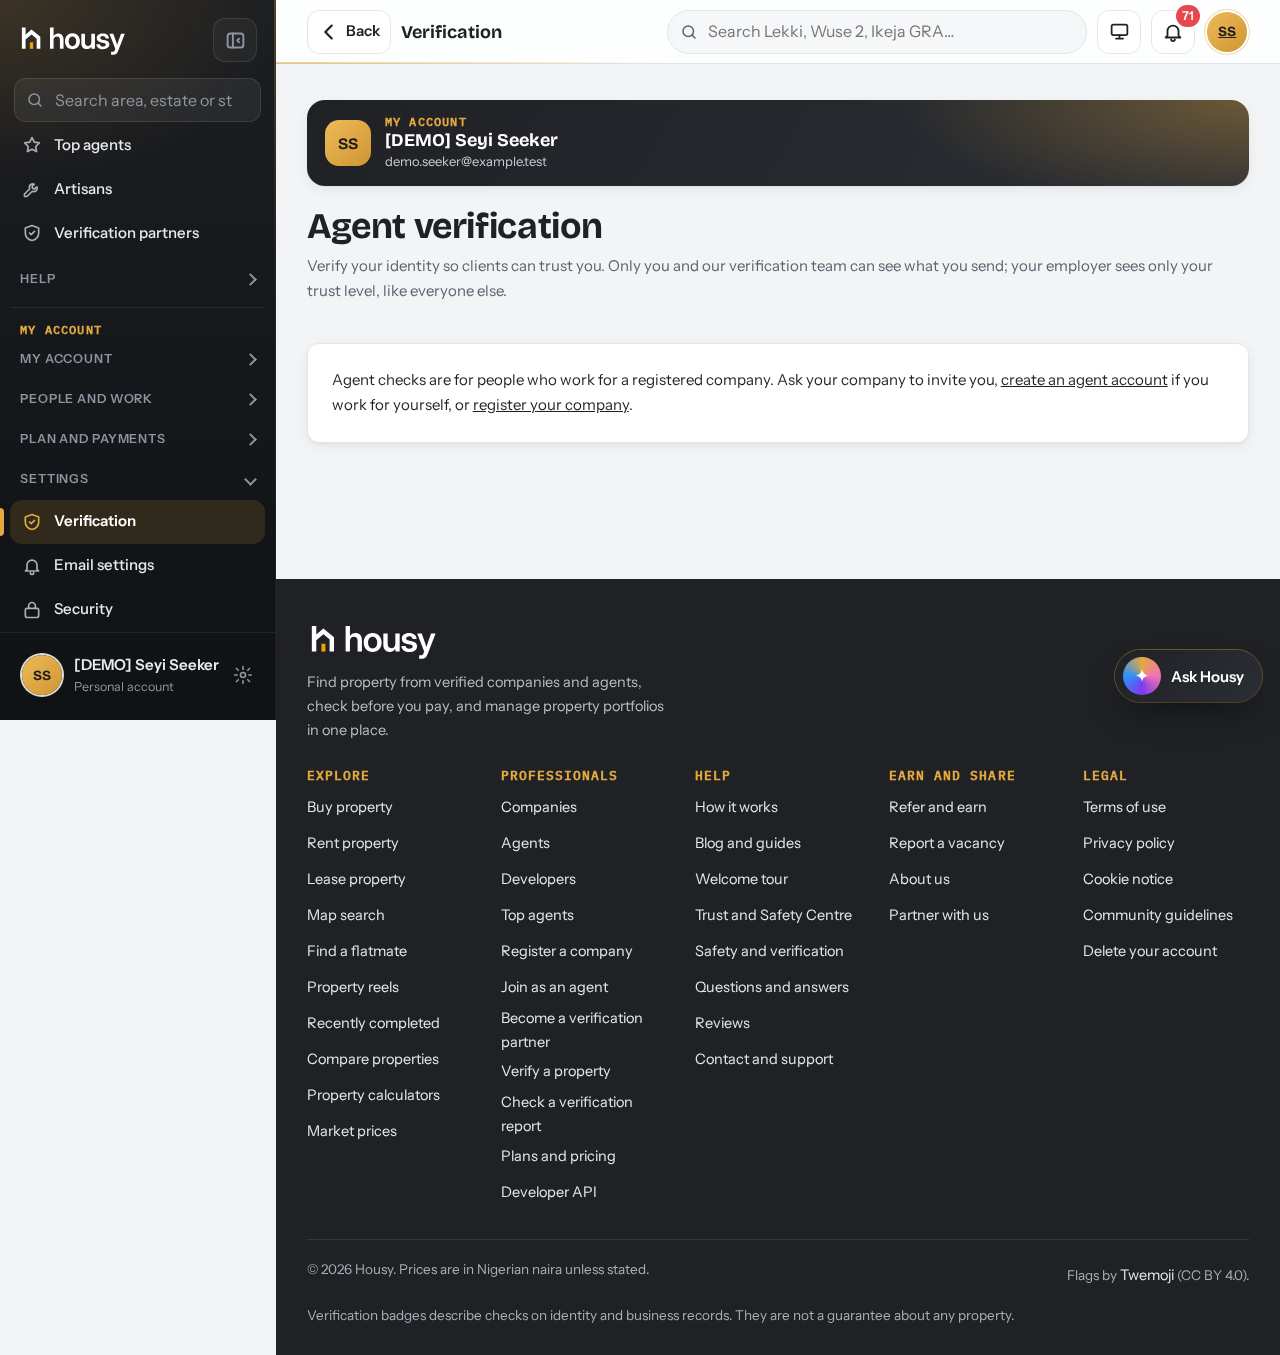 housy
Search area, estate or st
Top agents
Artisans
Verification partners
HELP
MY ACCOUNT
MY ACCOUNT
PEOPLE AND WORK
PLAN AND PAYMENTS
SETTINGS
Verification
Email settings
Security
SS
[DEMO] Seyi Seeker
Personal account
Back
Verification
Search Lekki, Wuse 2, Ikeja GRA...
71
SS
SS
MY ACCOUNT
[DEMO] Seyi Seeker
demo.seeker@example.test
Agent verification
Verify your identity so clients can trust you. Only you and our verification team can see what you send; your employer sees only your
trust level, like everyone else.
Agent checks are for people who work for a registered company. Ask your company to invite you, create an agent account if you
work for yourself, or register your company.
housy
Find property from verified companies and agents,
check before you pay, and manage property portfolios
in one place.
Ask Housy
EXPLORE
Buy property
Rent property
Lease property
Map search
Find a flatmate
Property reels
Recently completed
Compare properties
Property calculators
Market prices
PROFESSIONALS
Companies
Agents
Developers
Top agents
Register a company
Join as an agent
Become a verification
partner
Verify a property
Check a verification
report
Plans and pricing
Developer API
HELP
How it works
Blog and guides
Welcome tour
Trust and Safety Centre
Safety and verification
Questions and answers
Reviews
Contact and support
EARN AND SHARE
Refer and earn
Report a vacancy
About us
Partner with us
LEGAL
Terms of use
Privacy policy
Cookie notice
Community guidelines
Delete your account
© 2026 Housy. Prices are in Nigerian naira unless stated.
Flags by Twemoji (CC BY 4.0).
Verification badges describe checks on identity and business records. They are not a guarantee about any property.